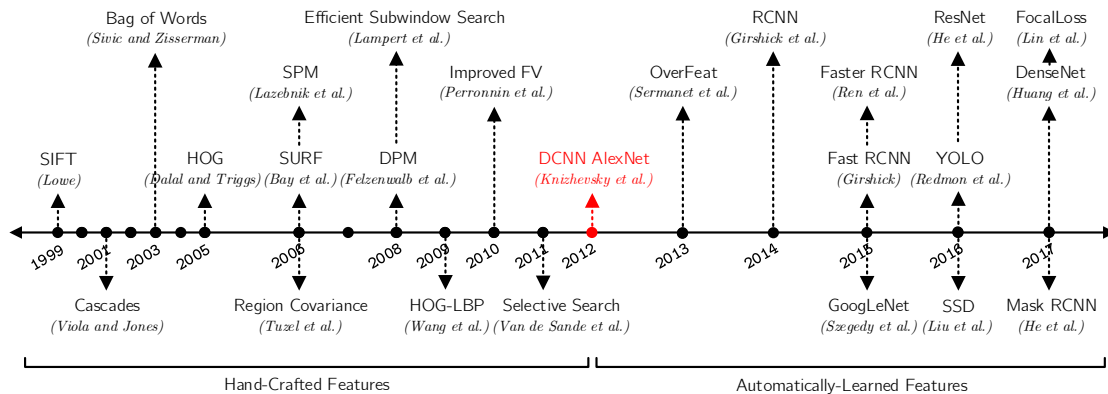 Bag of Words
(Sivic and Zisserman)
Efficient Subwindow Search
(Lampert et al.)
RCNN
(Girshick et al.)
ResNet
(He et al.)
FocalLoss
(Lin et al.)
SPM
(Lazebnik et al.)
Improved FV
(Perronnin et al.)
OverFeat
(Sermanet et al.)
Faster RCNN
(Ren et al.)
DenseNet
(Huang et al.)
SIFT
(Lowe)
HOG
(Dalal and Triggs)
SURF
(Bay et al.)
DPM
(Felzenwalb et al.)
DCNN AlexNet
(Knizhevsky et al.)
Fast RCNN
(Girshick)
YOLO
(Redmon et al.)
1999
2001
2003
2005
2006
2008
2009
2010
2011
2012
2013
2014
2015
2016
2017
Cascades
(Viola and Jones)
Region Covariance
(Tuzel et al.)
HOG-LBP
(Wang et al.)
Selective Search
(Van de Sande et al.)
GoogLeNet
(Szegedy et al.)
SSD
(Liu et al.)
Mask RCNN
(He et al.)
Hand-Crafted Features
Automatically-Learned Features